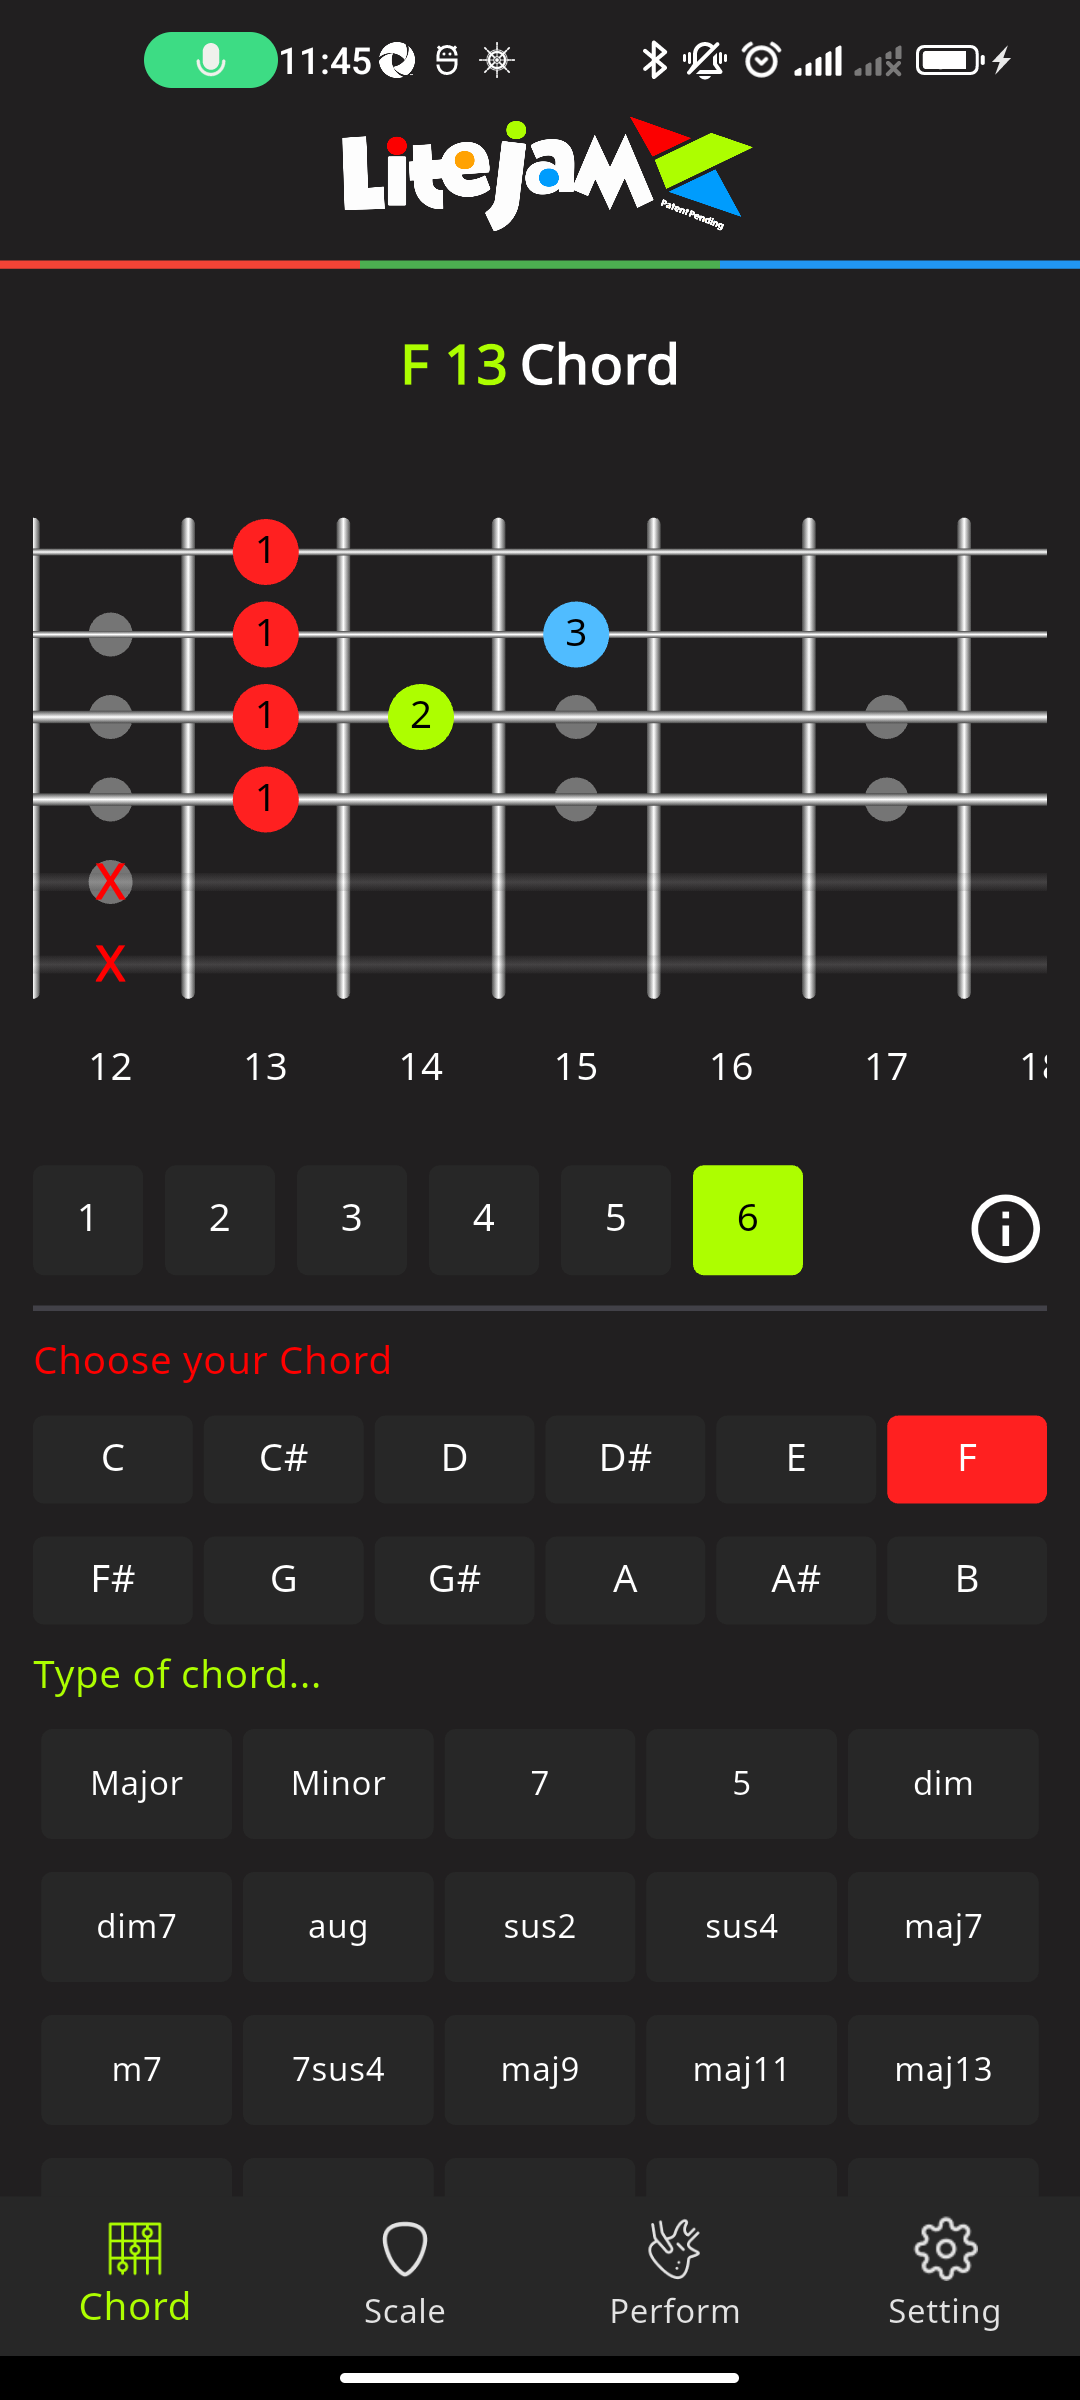 11:45
Litejam
Patent Pending
F 13 Chord
1
1 3
1 2
1
X
X
12 13 14 15 16 17
1 2 3 4 5 6
Choose your Chord
C C# D D# E F
F# G G# A A# B
Type of chord...
Major Minor 7 5 dim
dim7 aug sus2 sus4 maj7
m7 7sus4 maj9 maj11 maj13
Chord Scale Perform Setting